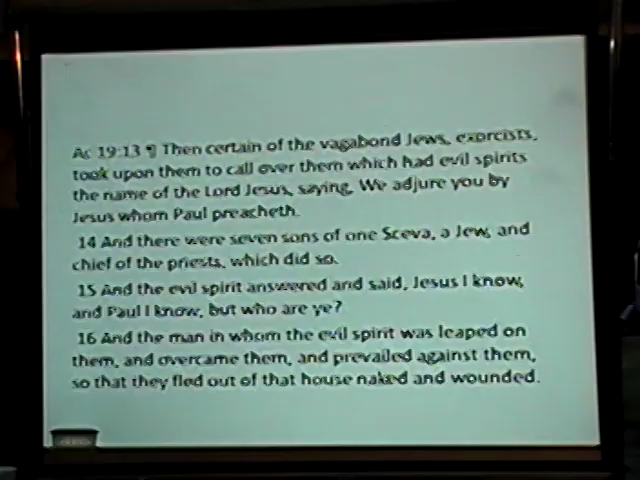 Ac 19:13 ¶ Then certain of the vagabond Jews, exorcists,
took upon them to call over them which had evil spirits
the name of the Lord Jesus, saying, We adjure you by
Jesus whom Paul preacheth.
14 And there were seven sons of one Sceva, a Jew, and
chief of the priests, which did so.
15 And the evil spirit answered and said, Jesus I know,
and Paul I know; but who are ye?
16 And the man in whom the evil spirit was leaped on
them, and overcame them, and prevailed against them,
so that they fled out of that house naked and wounded.